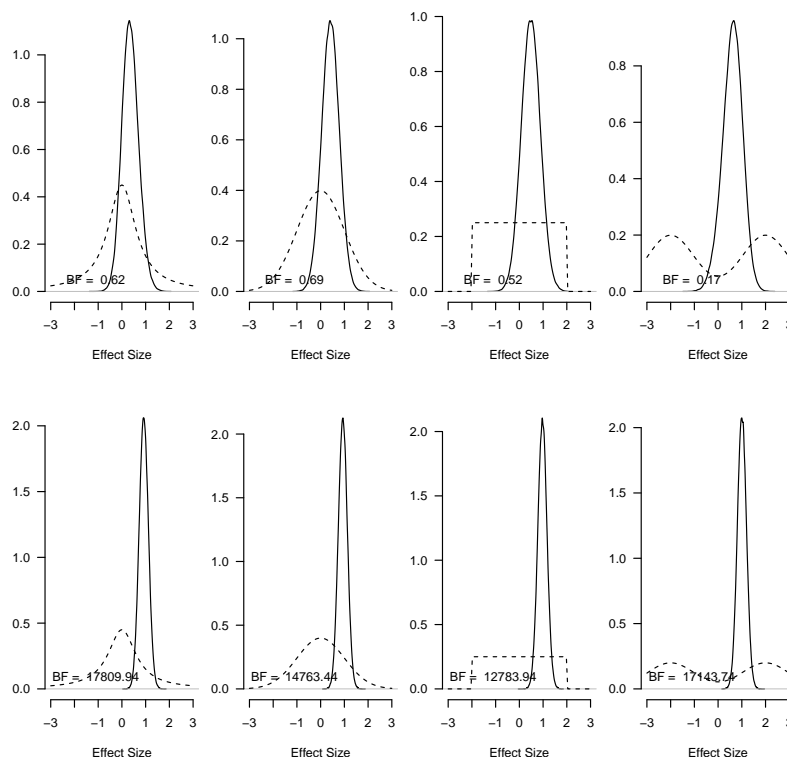 1.0
0.8
0.6
0.4
0.2
0.0
BF = 0.62
−3 −1 0 1 2 3
Effect Size
1.0
0.8
0.6
0.4
0.2
0.0
BF = 0.69
−3 −1 0 1 2 3
Effect Size
1.0
0.8
0.6
0.4
0.2
0.0
BF = 0.52
−3 −1 0 1 2 3
Effect Size
0.8
0.6
0.4
0.2
0.0
BF = 0.17
−3 −1 0 1 2 3
Effect Size
2.0
1.5
1.0
0.5
0.0
BF = 17809.94
−3 −1 0 1 2 3
Effect Size
2.0
1.5
1.0
0.5
0.0
BF = 14763.44
−3 −1 0 1 2 3
Effect Size
2.0
1.5
1.0
0.5
0.0
BF = 12783.94
−3 −1 0 1 2 3
Effect Size
2.0
1.5
1.0
0.5
0.0
BF = 17143.74
−3 −1 0 1 2 3
Effect Size